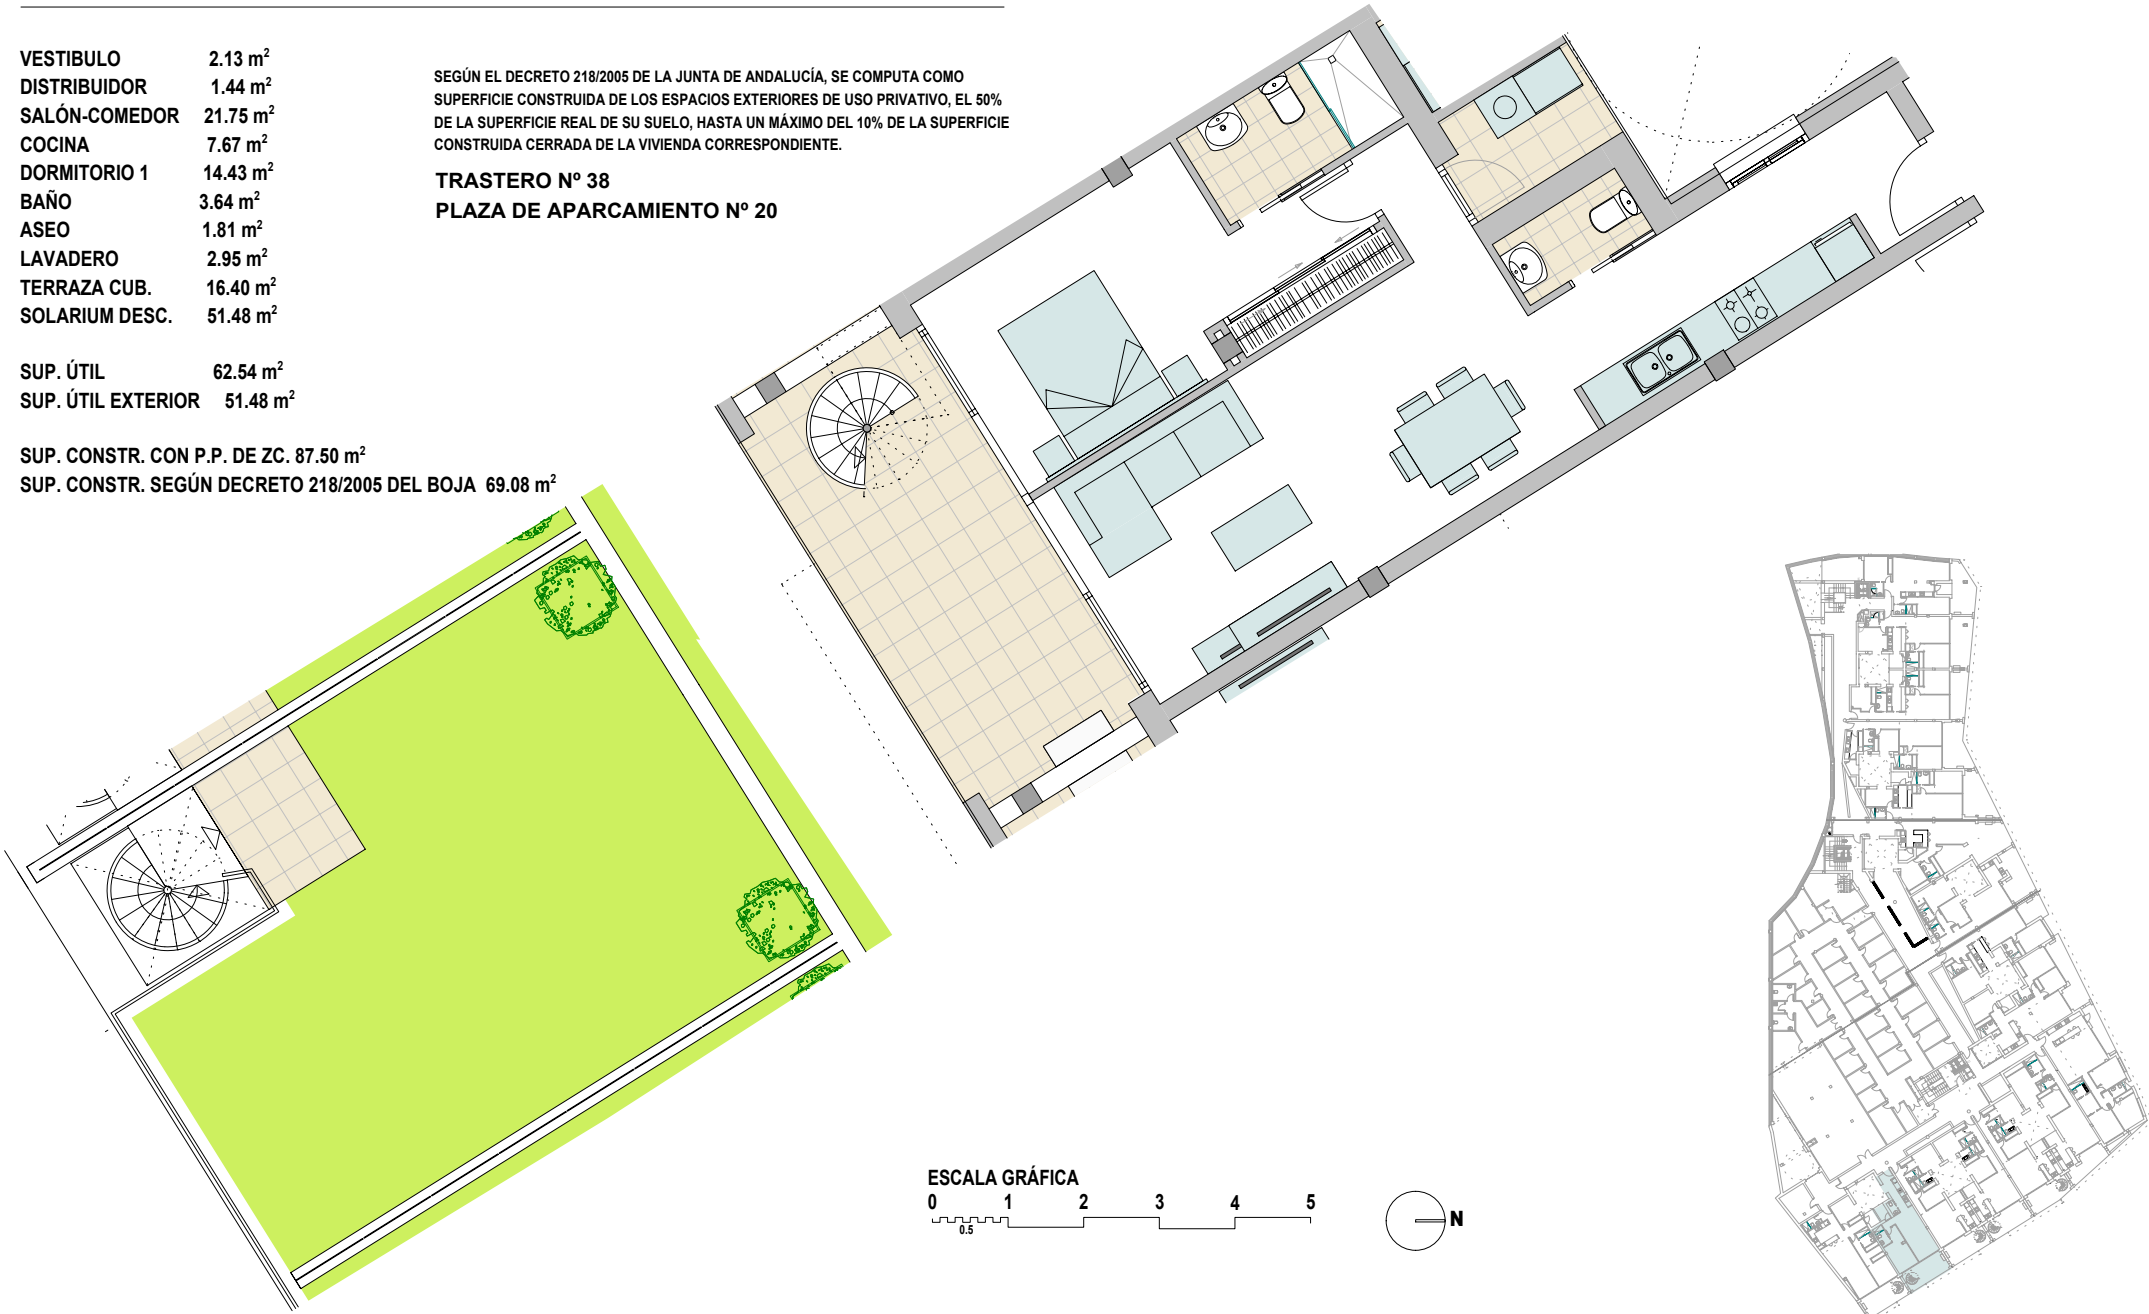 VESTIBULO 2.13 m²
DISTRIBUIDOR 1.44 m²
SALÓN-COMEDOR 21.75 m²
COCINA 7.67 m²
DORMITORIO 1 14.43 m²
BAÑO 3.64 m²
ASEO 1.81 m²
LAVADERO 2.95 m²
TERRAZA CUB. 16.40 m²
SOLARIUM DESC. 51.48 m²
SUP. ÚTIL 62.54 m²
SUP. ÚTIL EXTERIOR 51.48 m²
SUP. CONSTR. CON P.P. DE ZC. 87.50 m²
SUP. CONSTR. SEGÚN DECRETO 218/2005 DEL BOJA 69.08 m²
SEGÚN EL DECRETO 218/2005 DE LA JUNTA DE ANDALUCÍA, SE COMPUTA COMO
SUPERFICIE CONSTRUIDA DE LOS ESPACIOS EXTERIORES DE USO PRIVATIVO, EL 50%
DE LA SUPERFICIE REAL DE SU SUELO, HASTA UN MÁXIMO DEL 10% DE LA SUPERFICIE
CONSTRUIDA CERRADA DE LA VIVIENDA CORRESPONDIENTE.
TRASTERO Nº 38
PLAZA DE APARCAMIENTO Nº 20
ESCALA GRÁFICA
0 1 2 3 4 5
0.5
N